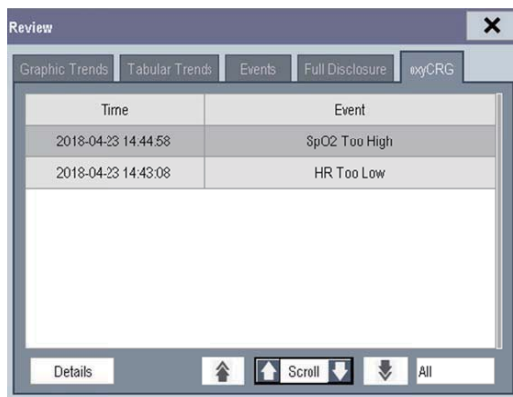 Review
Graphic Trends Tabular Trends Events Full Disclosure oxyCRG
Time Event
2018-04-23 14:44:58 SpO2 Too High
2018-04-23 14:43:08 HR Too Low
Details Scroll All